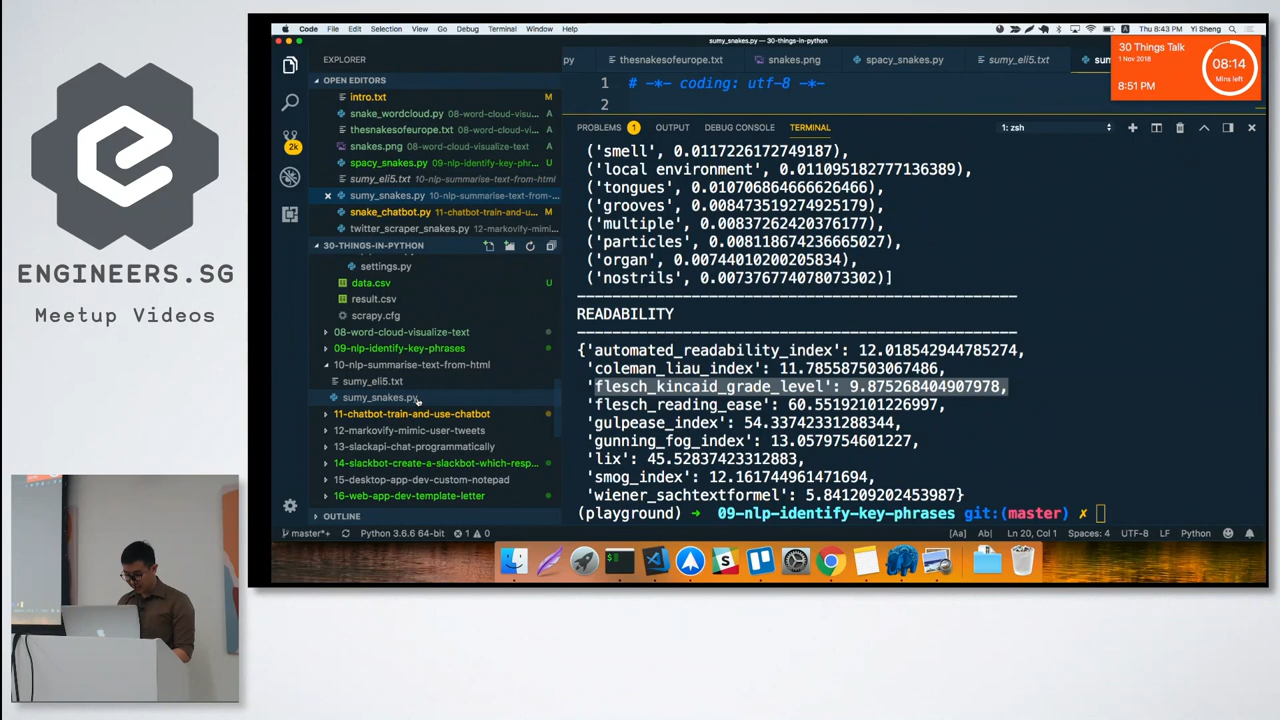 ENGINEERS.SG
Meetup Videos
Code File Edit Selection View Go Debug Terminal Window Help
Thu 8:43 PM Yi Sheng
sumy_snakes.py — 30-things-in-python
30 Things Talk
1 Nov 2018
8:51 PM
08:14
Mins left
EXPLORER
OPEN EDITORS
intro.txt M
snake_wordcloud.py 08-word-cloud-visu... A
thesnakesofeurope.txt 08-word-cloud-vi... A
snakes.png 08-word-cloud-visualize-text A
spacy_snakes.py 09-nlp-identify-key-phr... A
sumy_eli5.txt 10-nlp-summarise-text-from-html
sumy_snakes.py 10-nlp-summarise-text-from-...
snake_chatbot.py 11-chatbot-train-and-u... M
twitter_scraper_snakes.py 12-markovify-mimi...
2k
30-THINGS-IN-PYTHON
settings.py
data.csv U
result.csv
scrapy.cfg
08-word-cloud-visualize-text
09-nlp-identify-key-phrases
10-nlp-summarise-text-from-html
sumy_eli5.txt
sumy_snakes.py
11-chatbot-train-and-use-chatbot
12-markovify-mimic-user-tweets
13-slackapi-chat-programmatically
14-slackbot-create-a-slackbot-which-resp...
15-desktop-app-dev-custom-notepad
16-web-app-dev-template-letter
OUTLINE
py thesnakesofeurope.txt snakes.png spacy_snakes.py sumy_eli5.txt
1 # -*- coding: utf-8 -*-
2
PROBLEMS 1 OUTPUT DEBUG CONSOLE TERMINAL 1: zsh
('smell', 0.0117226172749187),
('local environment', 0.011095182777136389),
('tongues', 0.010706864666626466),
('grooves', 0.008473519274925179),
('multiple', 0.00837262420376177),
('particles', 0.008118674236665027),
('organ', 0.00744010200205834),
('nostrils', 0.007376774078073302)]
READABILITY
{'automated_readability_index': 12.018542944785274,
'coleman_liau_index': 11.785587503067486,
'flesch_kincaid_grade_level': 9.875268404907978,
'flesch_reading_ease': 60.55192101226997,
'gulpease_index': 54.33742331288344,
'gunning_fog_index': 13.0579754601227,
'lix': 45.52837423312883,
'smog_index': 12.161744961471694,
'wiener_sachtextformel': 5.841209202453987}
(playground) → 09-nlp-identify-key-phrases git:(master) ✗
master* Python 3.6.6 64-bit 1 0 [Aa] Ab| Ln 20, Col 1 Spaces: 4 UTF-8 LF Python